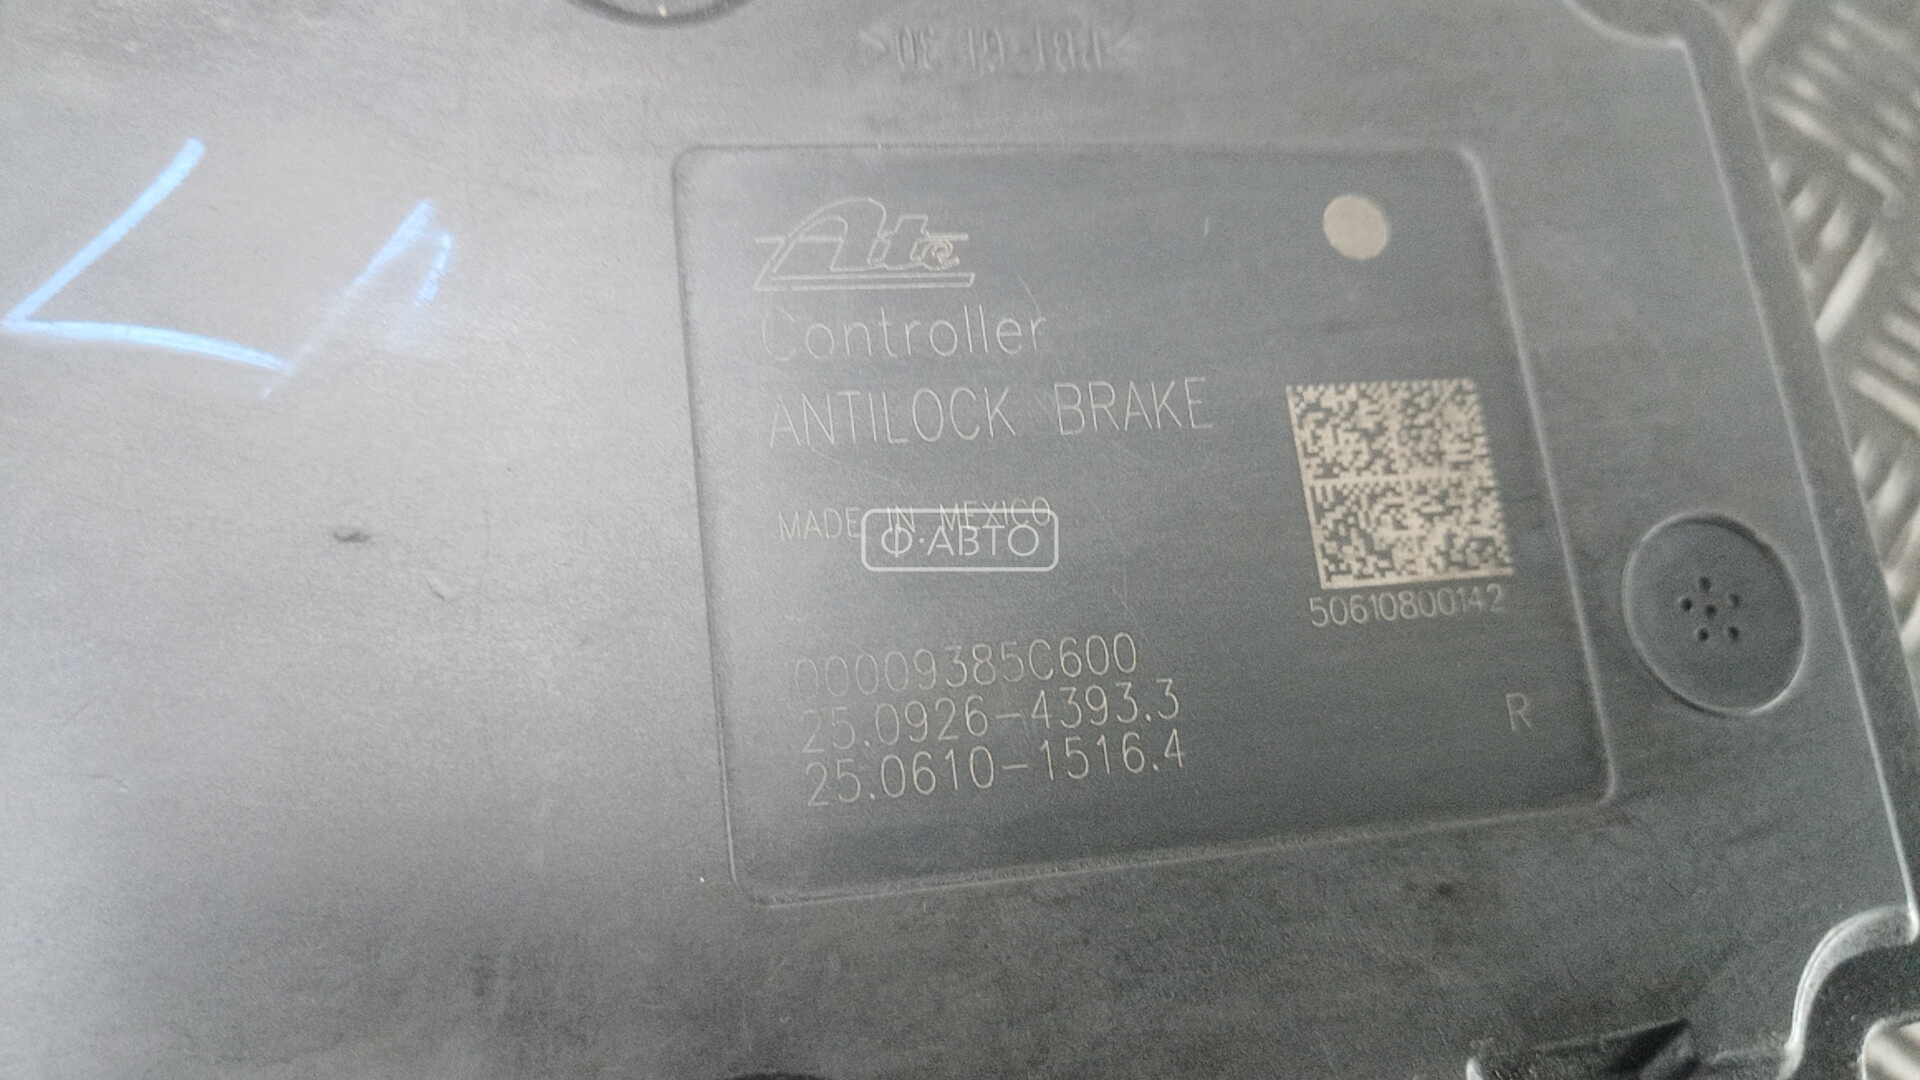 Ate
Controller
ANTILOCK BRAKE
MADE IN MEXICO
Ф·АВТО
50610800142
00009385C600
25.0926-4393.3
25.0610-1516.4
R